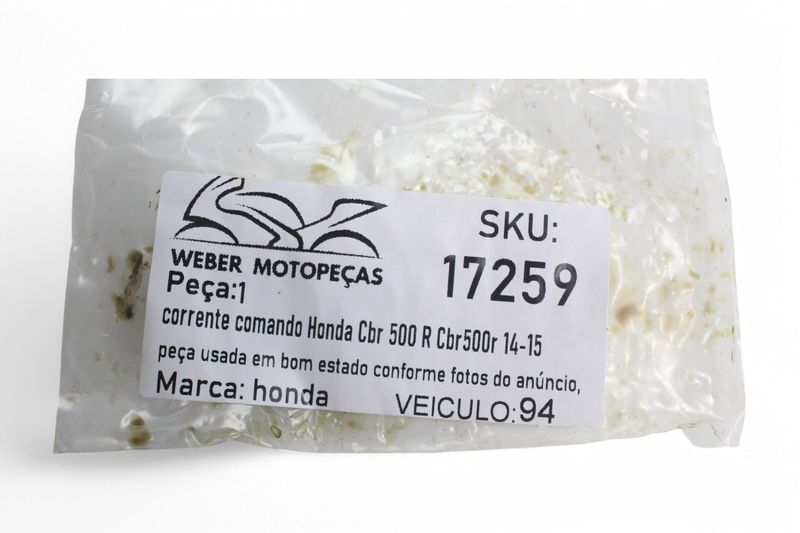 WEBER MOTOPEÇAS
SKU:
17259
Peça:1
corrente comando Honda Cbr 500 R Cbr500r 14-15
peça usada em bom estado conforme fotos do anúncio,
Marca: honda
VEICULO:94